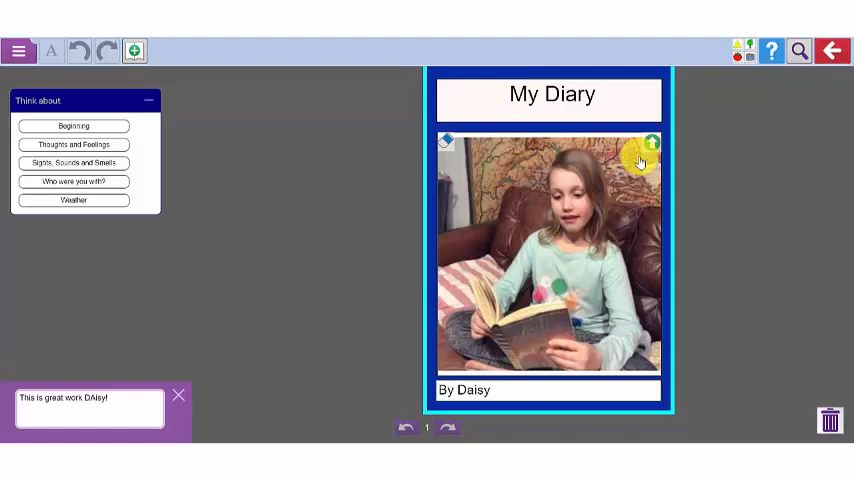 A
?
My Diary
Think about
Beginning
Thoughts and Feelings
Sights, Sounds and Smells
Who were you with?
Weather
This is great work DAisy!
By Daisy
1